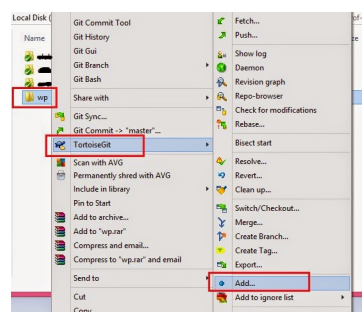 Local Disk (
of-
Name
ze
wp
Git Commit Tool
Git History
Git Gui
Git Branch
Git Bash
Share with
Git Sync...
Git Commit -> "master"...
TortoiseGit
Scan with AVG
Permanently shred with AVG
Include in library
Pin to Start
Add to archive...
Add to "wp.rar"
Compress and email...
Compress to "wp.rar" and email
Send to
Cut
Copy
Fetch...
Push...
Show log
Daemon
Revision graph
Repo-browser
Check for modifications
Rebase...
Bisect start
Resolve...
Revert...
Clean up...
Switch/Checkout...
Merge...
Create Branch...
Create Tag...
Export...
Add...
Add to ignore list